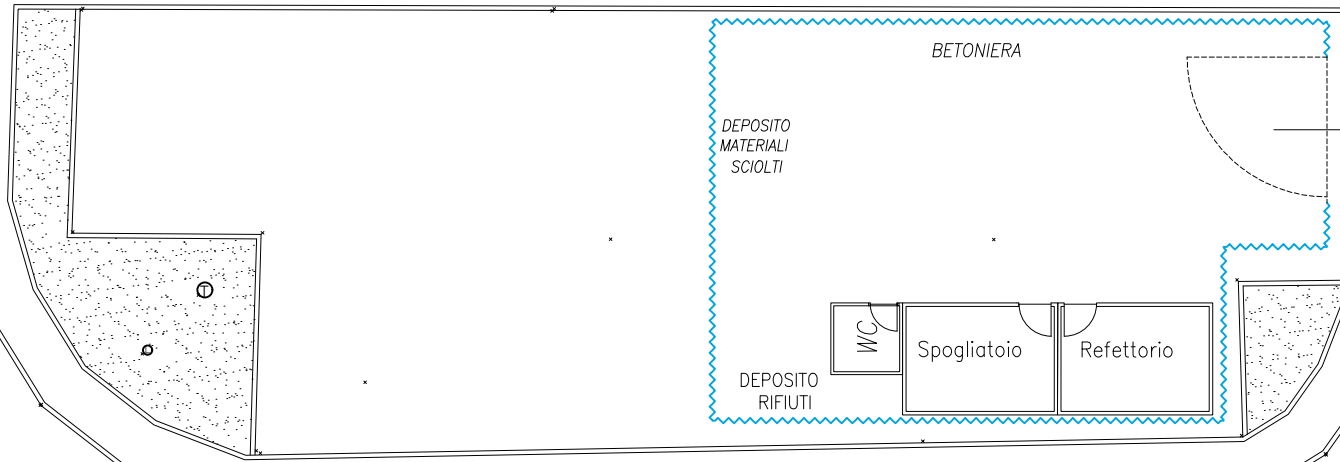 BETONIERA
DEPOSITO
MATERIALI
SCIOLTI
T
WC
Spogliatoio
Refettorio
DEPOSITO
RIFIUTI